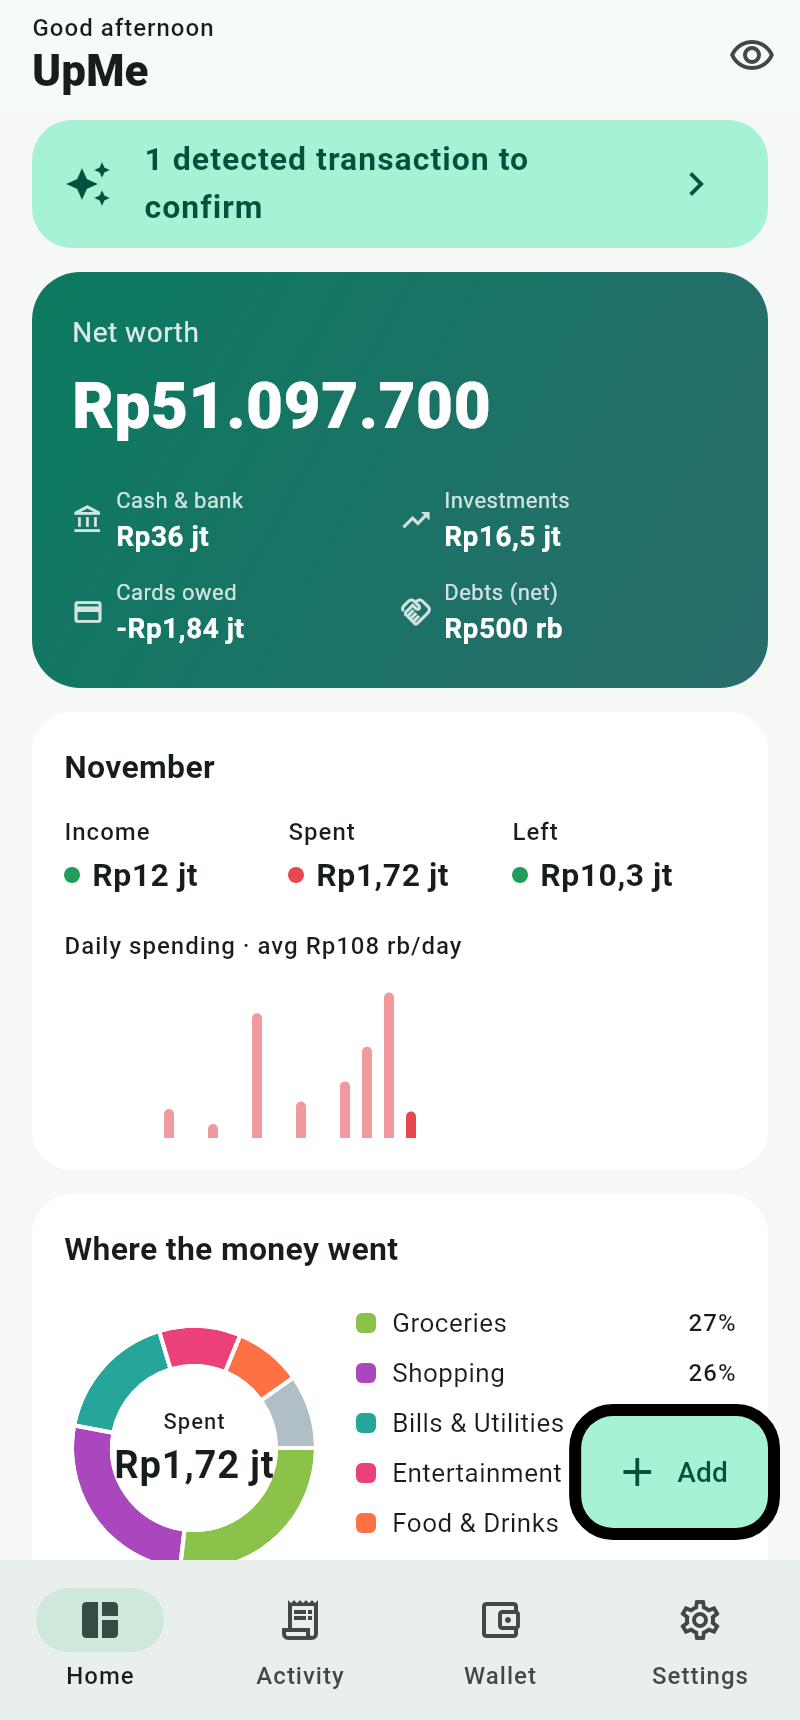 Good afternoon
UpMe
1 detected transaction to
confirm
Net worth
Rp51.097.700
Cash & bank
Rp36 jt
Investments
Rp16,5 jt
Cards owed
-Rp1,84 jt
Debts (net)
Rp500 rb
November
Income
Rp12 jt
Spent
Rp1,72 jt
Left
Rp10,3 jt
Daily spending · avg Rp108 rb/day
Where the money went
Spent
Rp1,72 jt
Groceries 27%
Shopping 26%
Bills & Utilities
Entertainment
Food & Drinks
Add
Home
Activity
Wallet
Settings